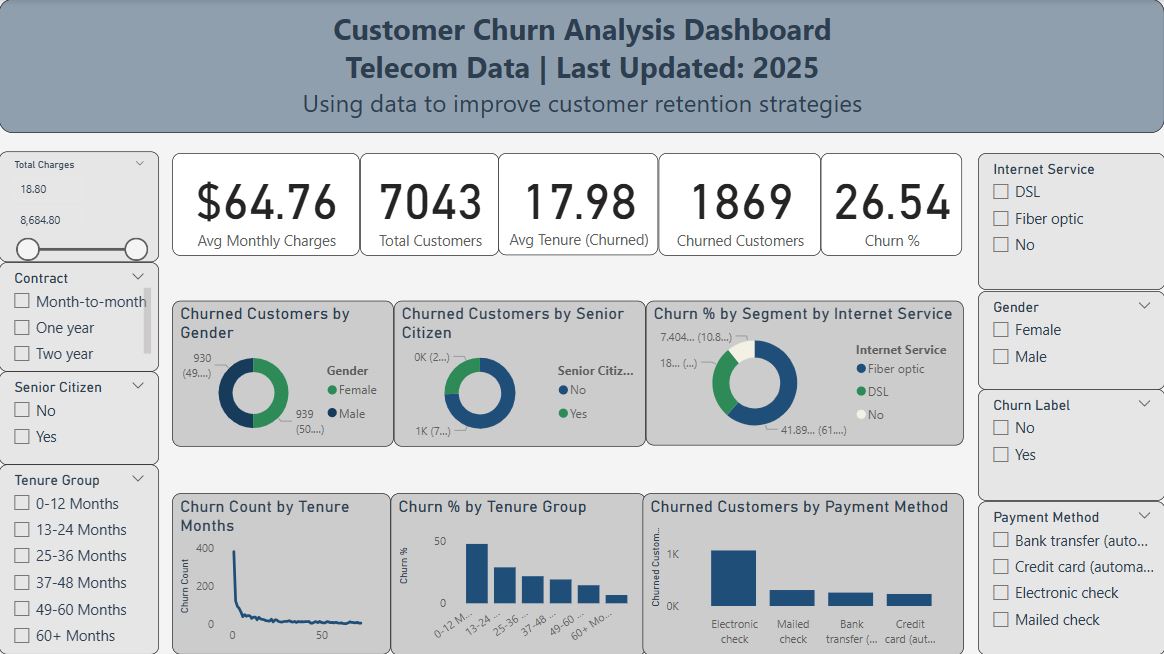 Customer Churn Analysis Dashboard
Telecom Data | Last Updated: 2025
Using data to improve customer retention strategies
Total Charges
18.80
8,684.80
Contract
Month-to-month
One year
Two year
Senior Citizen
No
Yes
Tenure Group
0-12 Months
13-24 Months
25-36 Months
37-48 Months
49-60 Months
60+ Months
$64.76
Avg Monthly Charges
7043
Total Customers
17.98
Avg Tenure (Churned)
1869
Churned Customers
26.54
Churn %
Churned Customers by
Gender
930
(49....)
939
(50....)
Gender
Female
Male
Churned Customers by Senior
Citizen
0K (2...)
1K (7...)
Senior Citiz...
No
Yes
Churn % by Segment by Internet Service
7.404... (10.8...)
18... (...)
41.89... (61....)
Internet Service
Fiber optic
DSL
No
Churn Count by Tenure
Months
Churn Count
400
200
0
0
50
Churn % by Tenure Group
Churn %
50
0
0-12 M...
13-24 ...
25-36 ...
37-48 ...
49-60 ...
60+ Mo...
Churned Customers by Payment Method
Churned Custom...
1K
0K
Electronic
check
Mailed
check
Bank
transfer (...
Credit
card (aut...
Internet Service
DSL
Fiber optic
No
Gender
Female
Male
Churn Label
No
Yes
Payment Method
Bank transfer (auto...
Credit card (automa...
Electronic check
Mailed check